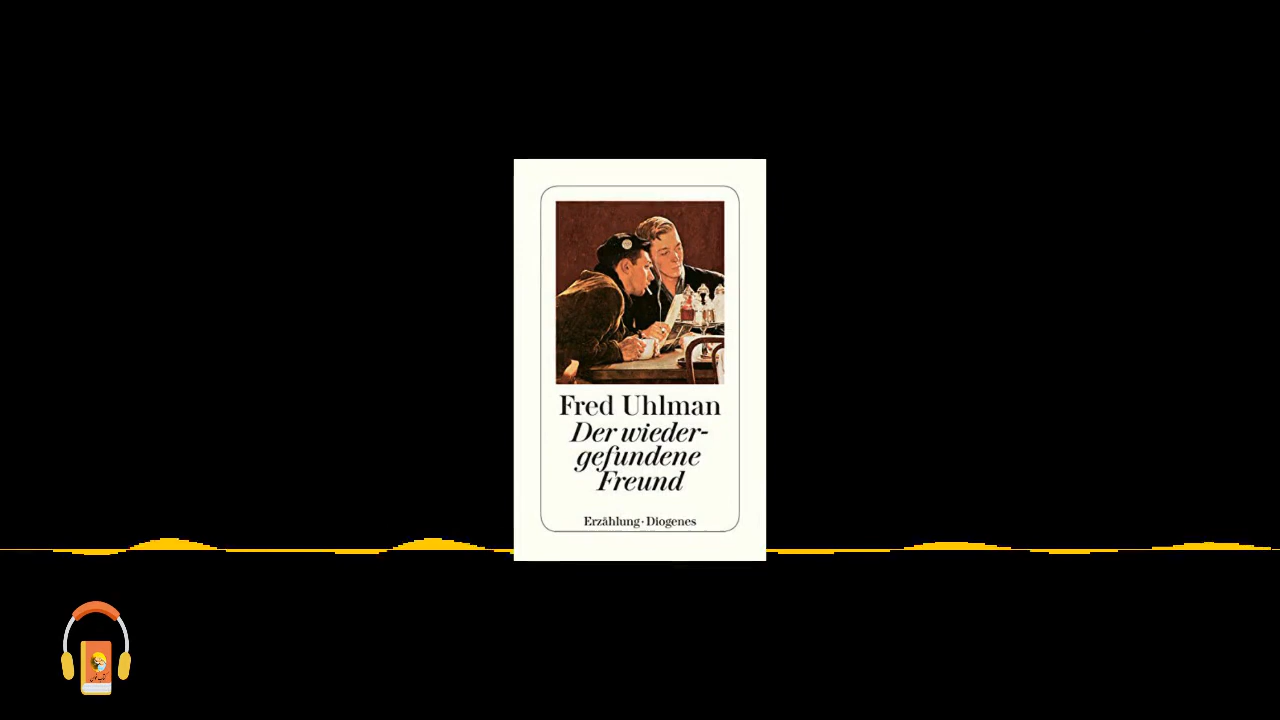 Fred Uhlman
Der wieder-
gefundene
Freund
Erzählung · Diogenes